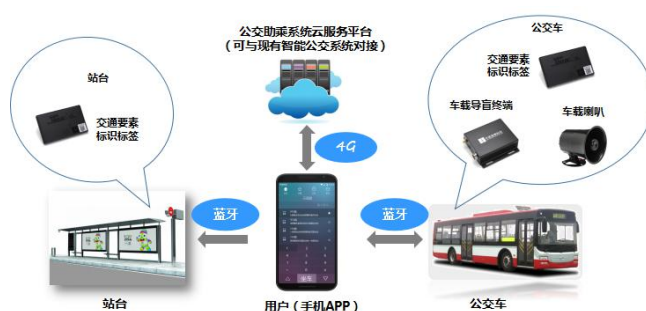 公交助乘系统云服务平台
（可与现有智能公交系统对接）
站台
交通要素
标识标签
公交车
交通要素
标识标签
车载导盲终端
车载喇叭
4G
蓝牙
蓝牙
站台
用户（手机APP）
公交车